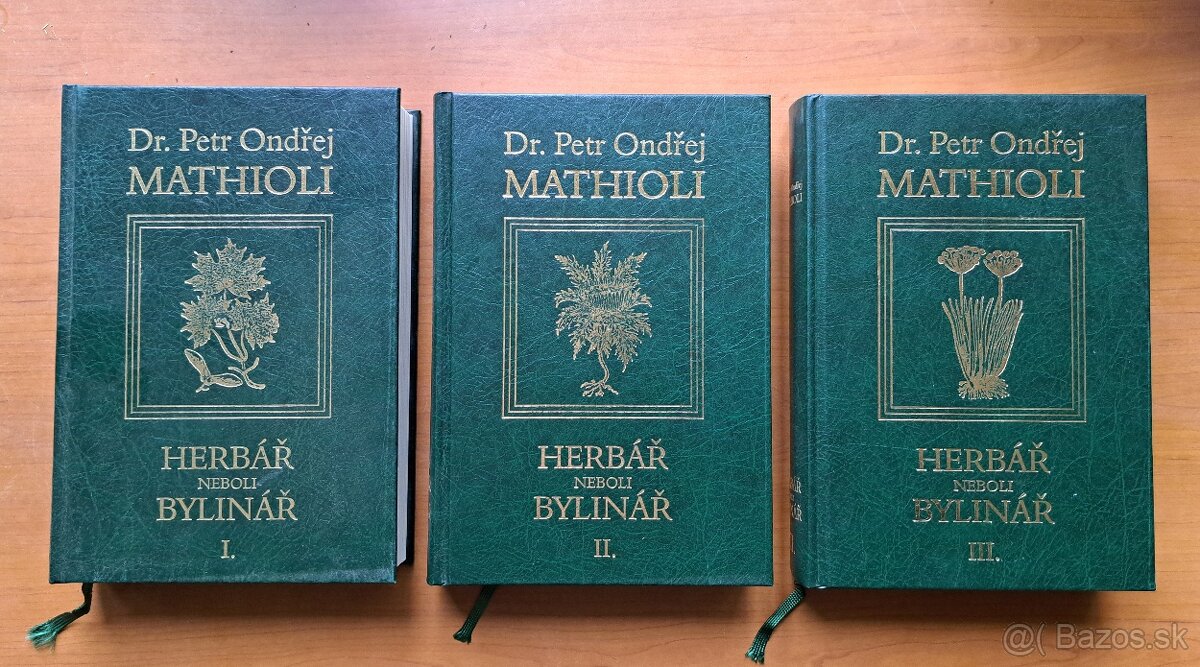 Dr. Petr Ondřej
MATHIOLI
HERBÁŘ
NEBOLI
BYLINÁŘ
I.
Dr. Petr Ondřej
MATHIOLI
HERBÁŘ
NEBOLI
BYLINÁŘ
II.
Dr. Petr Ondřej
MATHIOLI
HERBÁŘ
NEBOLI
BYLINÁŘ
III.
@( Bazos.sk